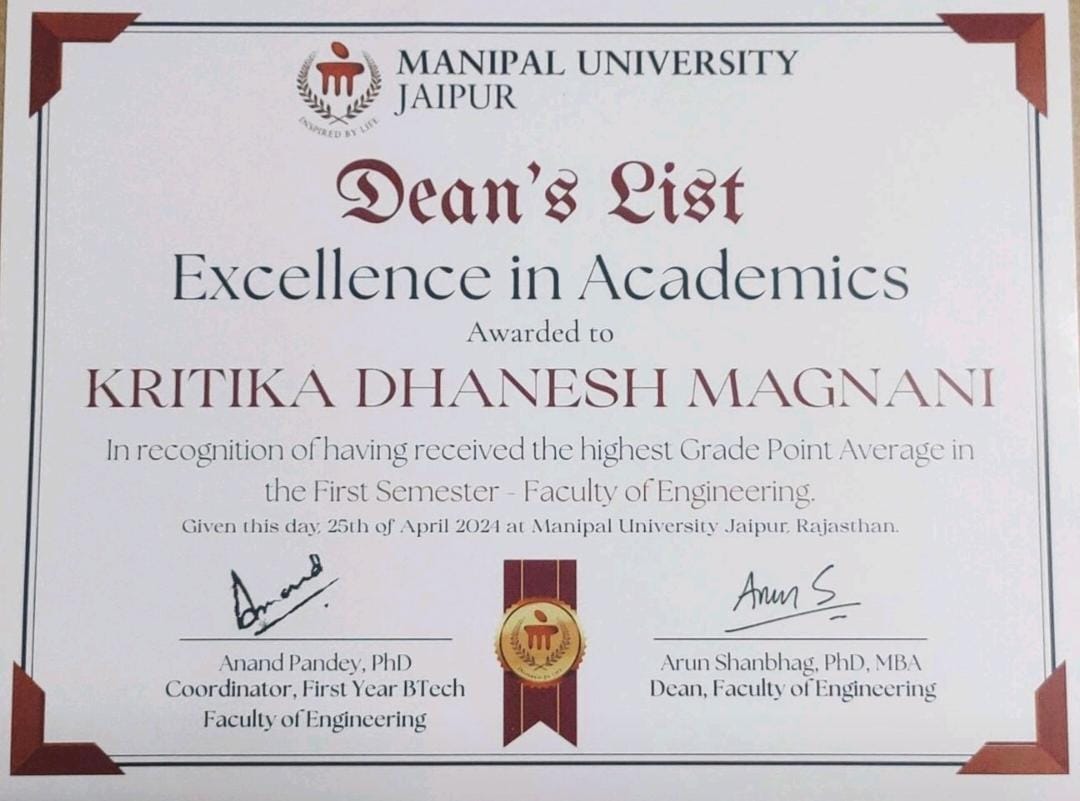 MANIPAL UNIVERSITY
JAIPUR
INSPIRED BY LIFE
Dean's List
Excellence in Academics
Awarded to
KRITIKA DHANESH MAGNANI
In recognition of having received the highest Grade Point Average in
the First Semester - Faculty of Engineering.
Given this day, 25th of April 2024 at Manipal University Jaipur, Rajasthan.
Anand
Arun S
Anand Pandey, PhD
Coordinator, First Year BTech
Faculty of Engineering
INSPIRED BY LIFE
Arun Shanbhag, PhD, MBA
Dean, Faculty of Engineering